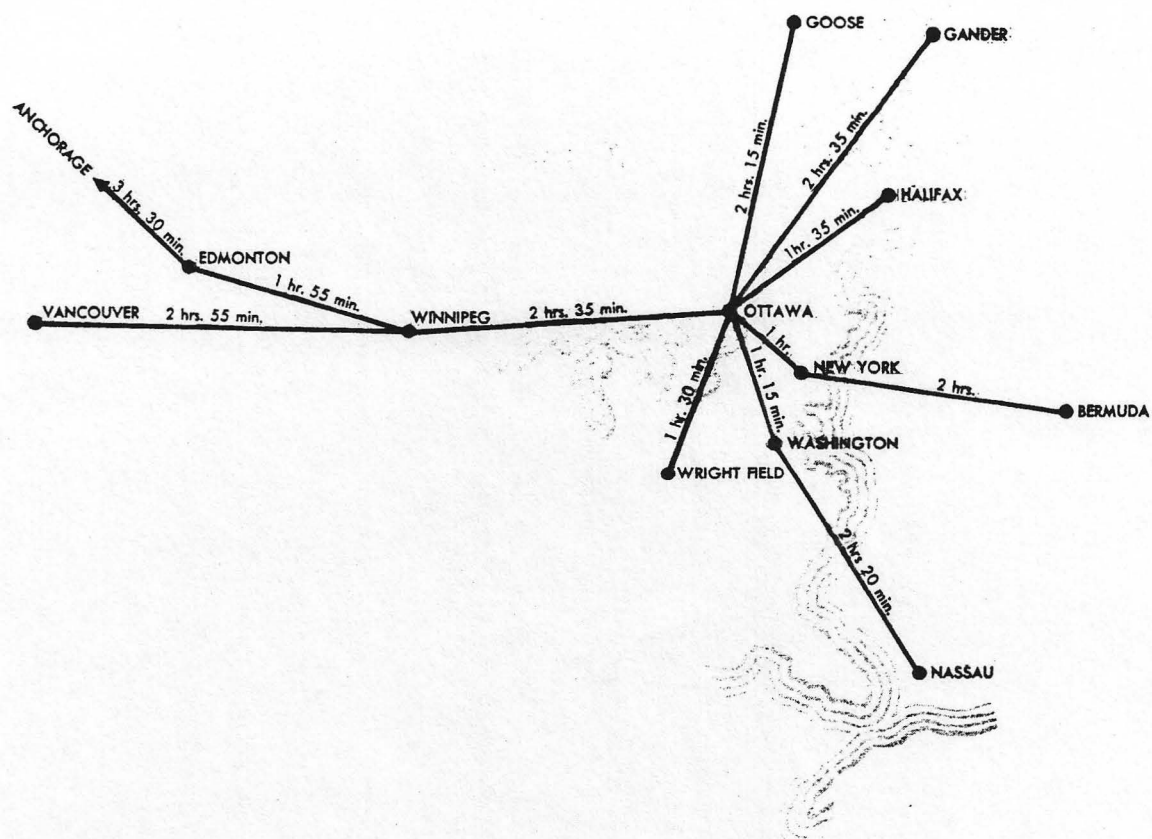 GOOSE
GANDER
ANCHORAGE
2 hrs. 15 min.
2 hrs. 35 min.
HALIFAX
3 hrs. 30 min.
1hr. 35 min.
EDMONTON
1 hr. 55 min.
VANCOUVER
2 hrs. 55 min.
WINNIPEG
2 hrs. 35 min.
OTTAWA
1 hr.
NEW YORK
1 hr. 30 min.
1 hr. 15 min.
2 hrs.
BERMUDA
WASHINGTON
WRIGHT FIELD
2 hrs 20 min.
NASSAU